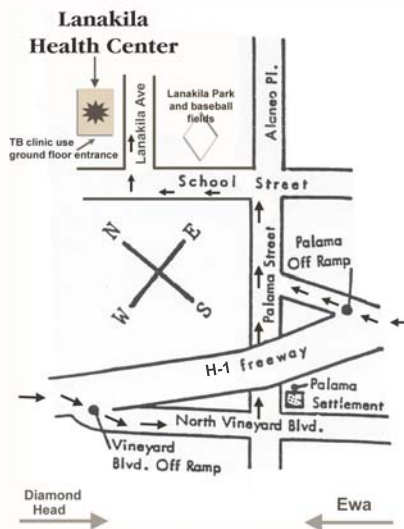 Lanakila
Health Center
TB clinic use
ground floor entrance
Lanakila Ave
Lanakila Park
and baseball
fields
Alaneo Pl.
School Street
N
E
W
S
Palama Street
Palama
Off Ramp
H-1 freeway
Palama
Settlement
North Vineyard Blvd.
Vineyard
Blvd. Off Ramp
Diamond
Head
Ewa